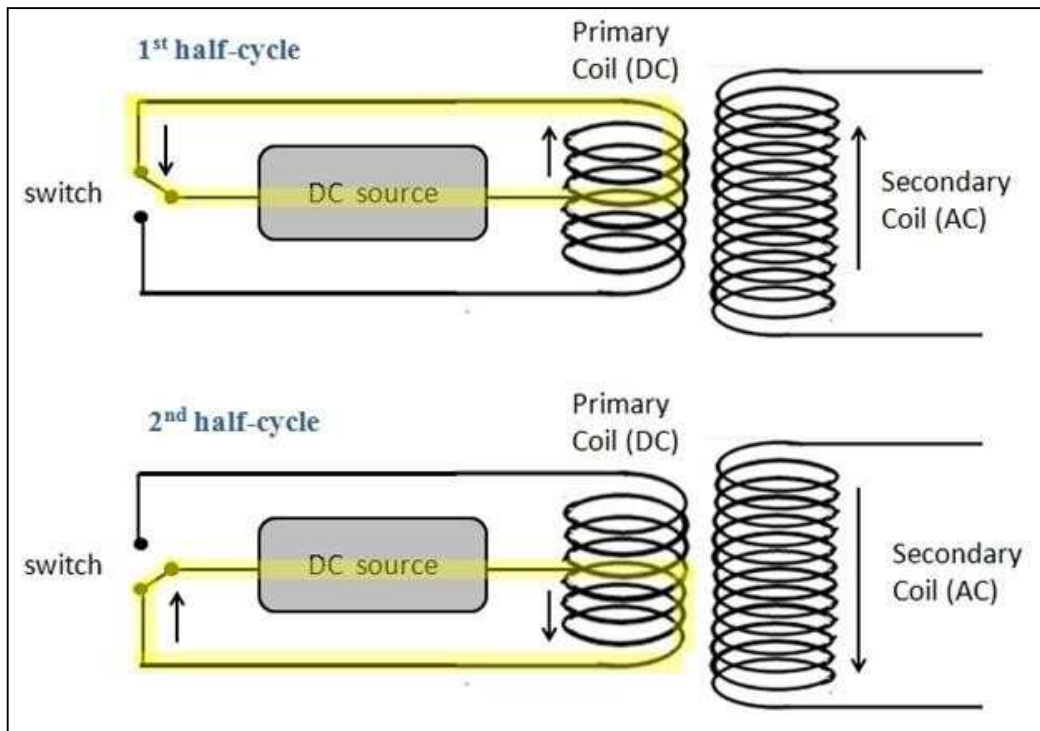 1st half-cycle
Primary
Coil (DC)
switch
DC source
Secondary
Coil (AC)
2nd half-cycle
Primary
Coil (DC)
switch
DC source
Secondary
Coil (AC)